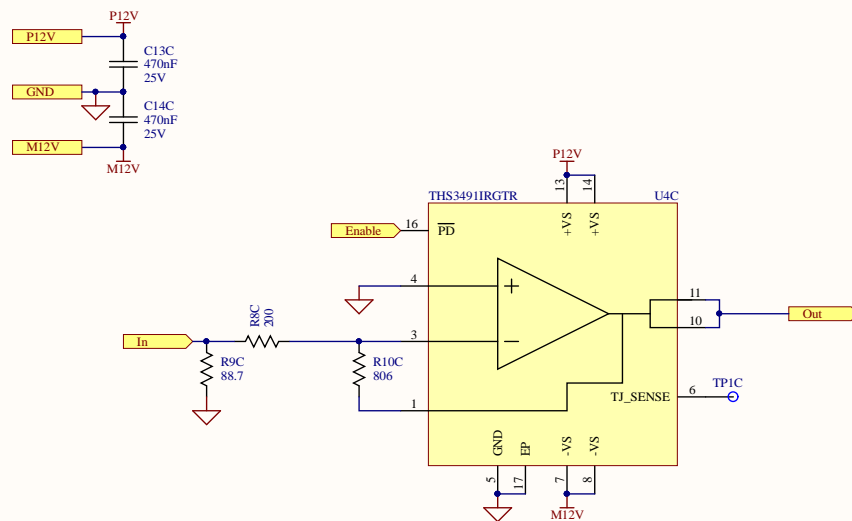 P12V
P12V
C13C
470nF
25V
GND
C14C
470nF
25V
M12V
M12V
P12V
THS3491IRGTR
13
14
U4C
+VS
+VS
Enable
16
PD
4
11
R8C
200
In
3
10
Out
R9C
88.7
R10C
806
1
TJ_SENSE
6
TP1C
GND
EP
-VS
-VS
5
17
7
8
M12V